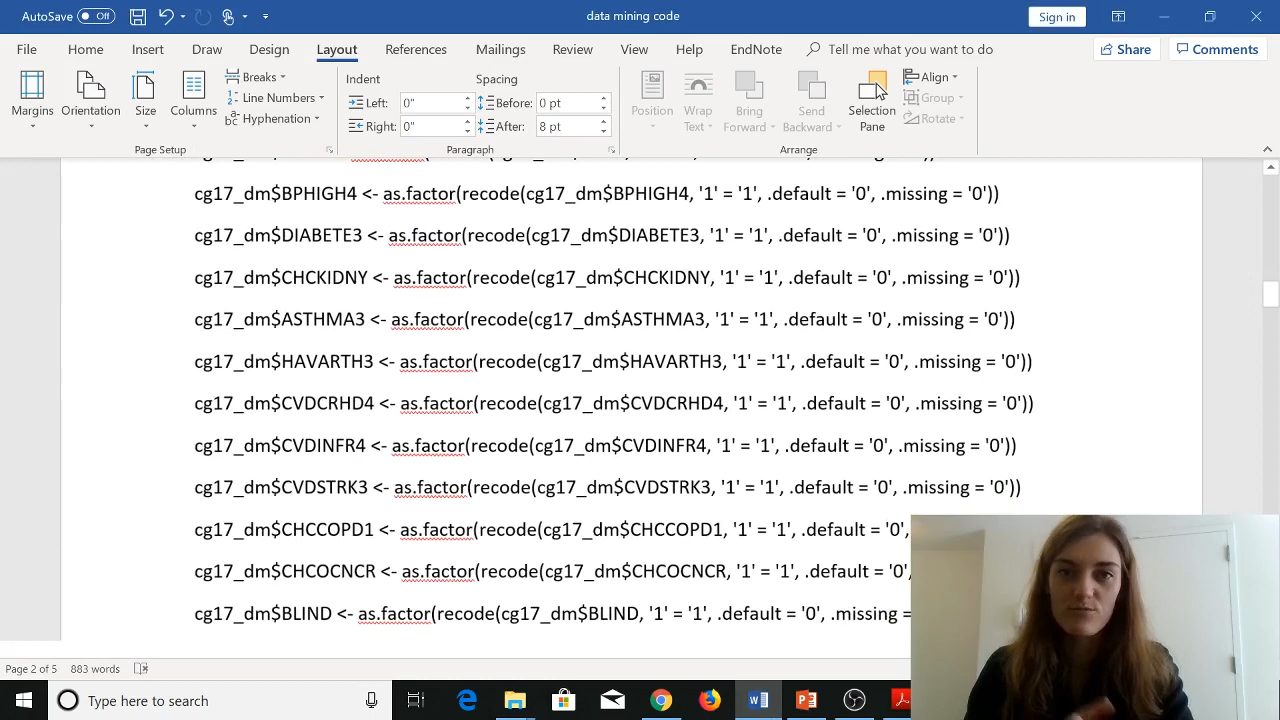 AutoSave Off data mining code Sign in
File Home Insert Draw Design Layout References Mailings Review View Help EndNote Tell me what you want to do Share Comments
Margins Orientation Size Columns Breaks Line Numbers Hyphenation
Indent Spacing
Left: 0" Before: 0 pt
Right: 0" After: 8 pt
Position Wrap Text Bring Forward Send Backward Selection Pane Align Group Rotate
Page Setup Paragraph Arrange
cg17_dm$BPHIGH4 <- as.factor(recode(cg17_dm$BPHIGH4, '1' = '1', .default = '0', .missing = '0'))
cg17_dm$DIABETE3 <- as.factor(recode(cg17_dm$DIABETE3, '1' = '1', .default = '0', .missing = '0'))
cg17_dm$CHCKIDNY <- as.factor(recode(cg17_dm$CHCKIDNY, '1' = '1', .default = '0', .missing = '0'))
cg17_dm$ASTHMA3 <- as.factor(recode(cg17_dm$ASTHMA3, '1' = '1', .default = '0', .missing = '0'))
cg17_dm$HAVARTH3 <- as.factor(recode(cg17_dm$HAVARTH3, '1' = '1', .default = '0', .missing = '0'))
cg17_dm$CVDCRHD4 <- as.factor(recode(cg17_dm$CVDCRHD4, '1' = '1', .default = '0', .missing = '0'))
cg17_dm$CVDINFR4 <- as.factor(recode(cg17_dm$CVDINFR4, '1' = '1', .default = '0', .missing = '0'))
cg17_dm$CVDSTRK3 <- as.factor(recode(cg17_dm$CVDSTRK3, '1' = '1', .default = '0', .missing = '0'))
cg17_dm$CHCCOPD1 <- as.factor(recode(cg17_dm$CHCCOPD1, '1' = '1', .default = '0',
cg17_dm$CHCOCNCR <- as.factor(recode(cg17_dm$CHCOCNCR, '1' = '1', .default = '0',
cg17_dm$BLIND <- as.factor(recode(cg17_dm$BLIND, '1' = '1', .default = '0', .missing =
Page 2 of 5 883 words
Type here to search